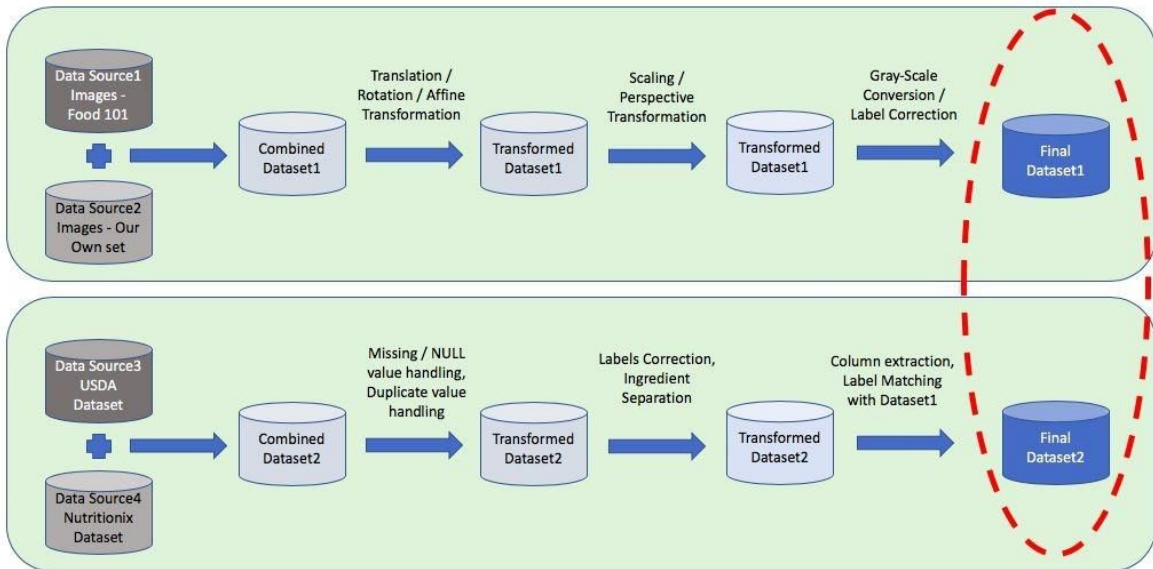 Data Source1
Images -
Food 101
Data Source2
Images - Our
Own set
Combined
Dataset1
Translation /
Rotation / Affine
Transformation
Transformed
Dataset1
Scaling /
Perspective
Transformation
Transformed
Dataset1
Gray-Scale
Conversion /
Label Correction
Final
Dataset1
Data Source3
USDA
Dataset
Data Source4
Nutritionix
Dataset
Combined
Dataset2
Missing / NULL
value handling,
Duplicate value
handling
Transformed
Dataset2
Labels Correction,
Ingredient
Separation
Transformed
Dataset2
Column extraction,
Label Matching
with Dataset1
Final
Dataset2